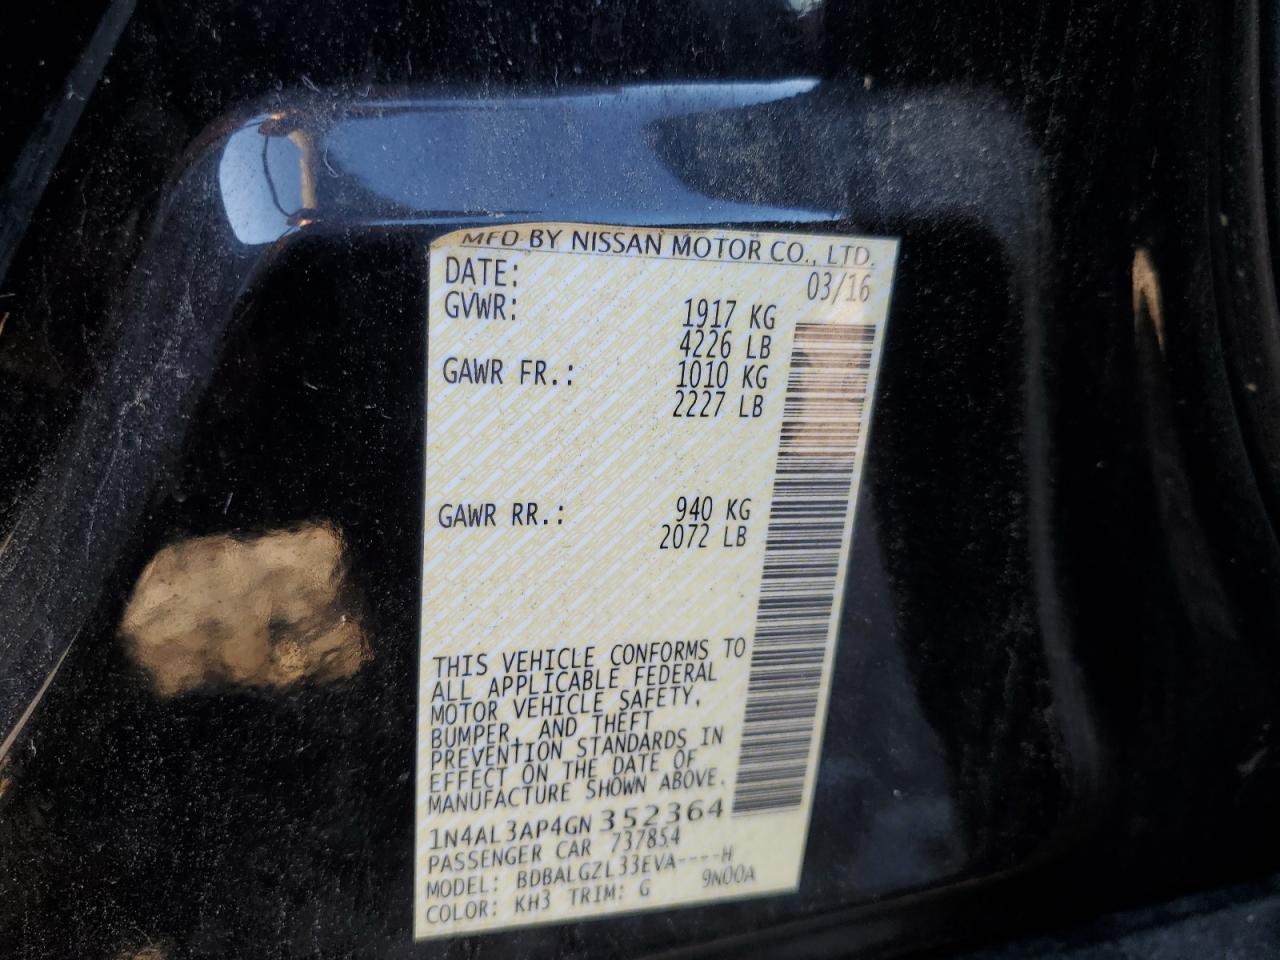 MFD BY NISSAN MOTOR CO., LTD.
DATE: 03/16
GVWR: 1917 KG
4226 LB
GAWR FR.: 1010 KG
2227 LB
GAWR RR.: 940 KG
2072 LB
THIS VEHICLE CONFORMS TO
ALL APPLICABLE FEDERAL
MOTOR VEHICLE SAFETY,
BUMPER, AND THEFT
PREVENTION STANDARDS IN
EFFECT ON THE DATE OF
MANUFACTURE SHOWN ABOVE.
1N4AL3AP4GN352364
PASSENGER CAR 737854
MODEL: BDBALGZL33EVA----H
COLOR: KH3 TRIM: G 9N00A